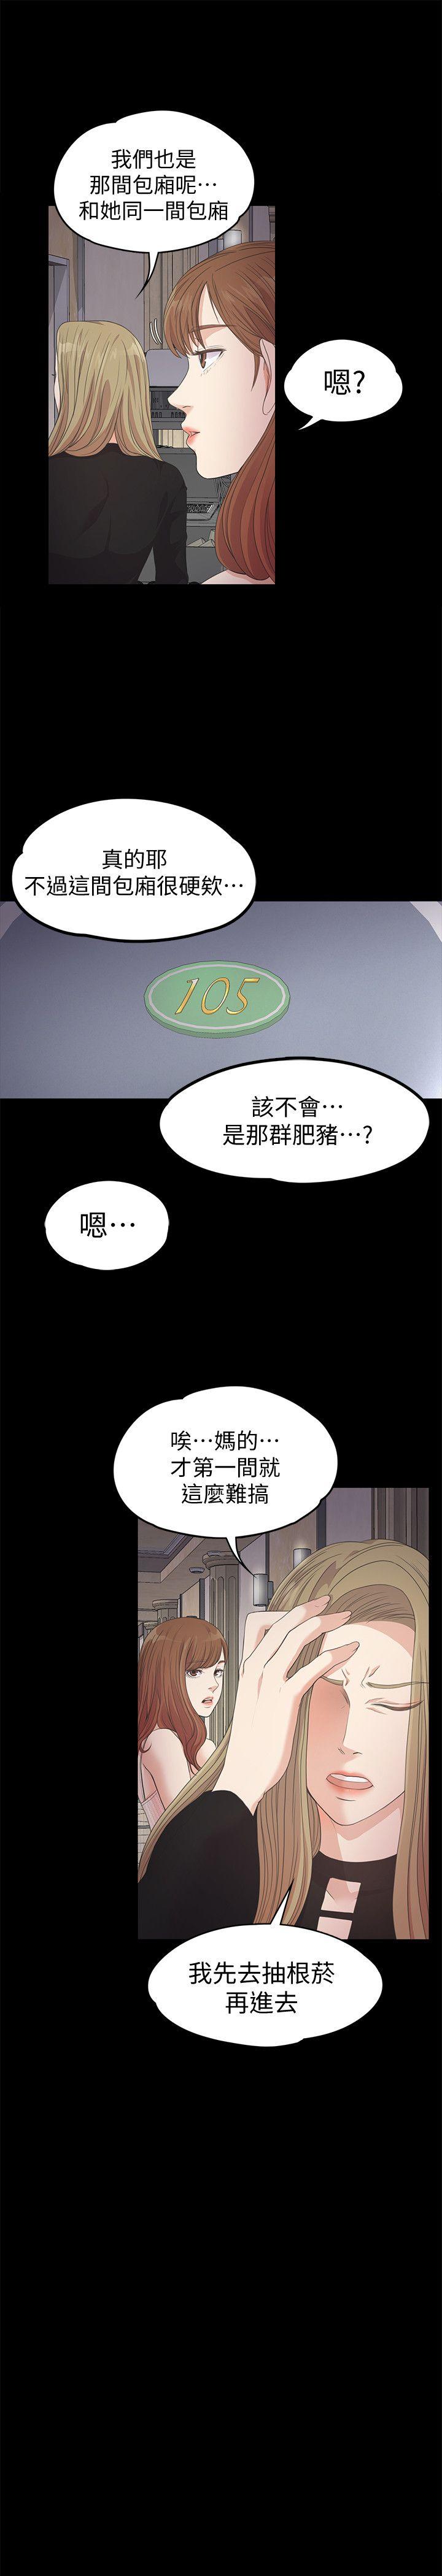 我們也是
那間包廂呢⋯
和她同一間包廂
嗯?
真的耶
不過這間包廂很硬欸⋯
105
該不會⋯
是那群肥豬⋯?
嗯⋯
唉⋯媽的⋯
才第一間就
這麼難搞
我先去抽根菸
再進去